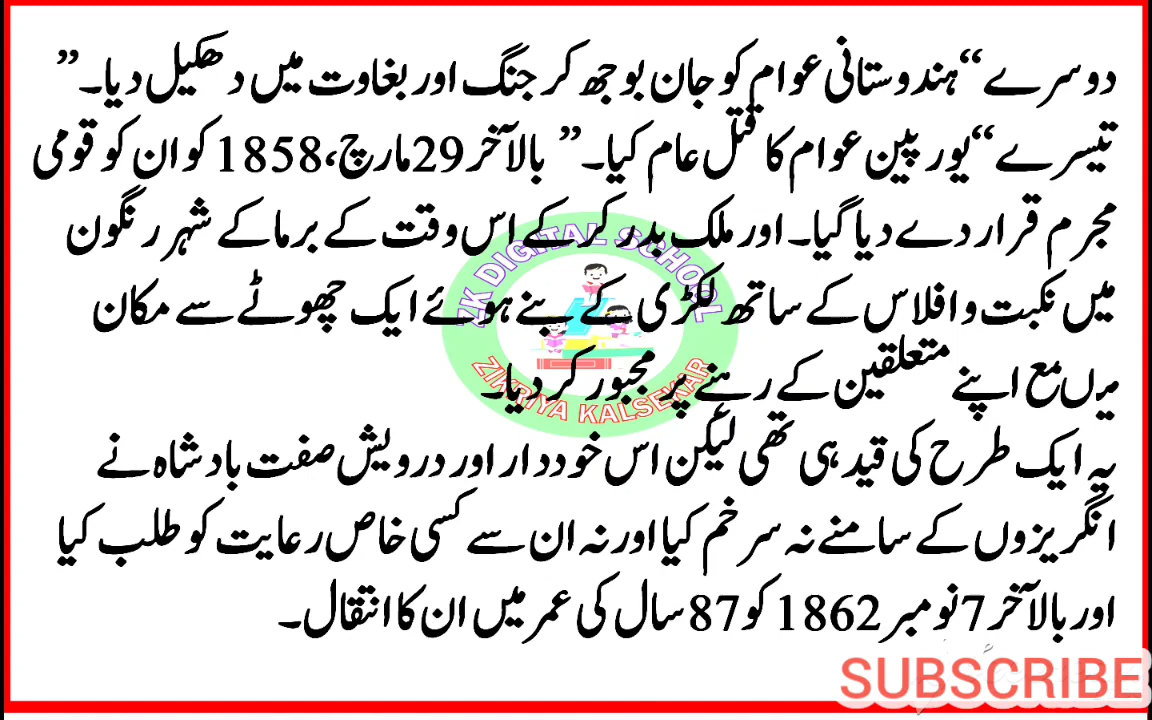 دوسرے “ہندوستانی عوام کو جان بوجھ کر جنگ اور بغاوت میں دھکیل دیا۔”
تیسرے “یورپین عوام کا قتل عام کیا۔” بالآخر 29 مارچ، 1858 کو ان کو قومی
مجرم قرار دے دیا گیا۔ اور ملک بدر کر کے اس وقت کے برما کے شہر رنگون
میں نکبت و افلاس کے ساتھ لکڑی کے بنے ہوئے ایک چھوٹے سے مکان
میں مع اپنے متعلقین کے رہنے پر مجبور کر دیا۔
یہ ایک طرح کی قید ہی تھی لیکن اس خوددار اور درویش صفت بادشاہ نے
انگریزوں کے سامنے نہ سر خم کیا اور نہ ان سے کسی خاص رعایت کو طلب کیا
اور بالآخر 7 نومبر 1862 کو 87 سال کی عمر میں ان کا انتقال۔
ZK DIGITAL SCHOOL
ZIKRIYA KALSEKAR
SUBSCRIBE